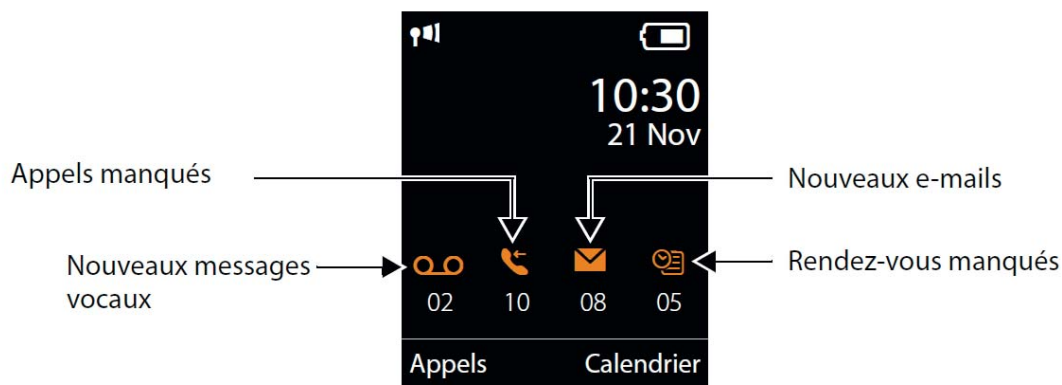 10:30
21 Nov
Appels manqués
Nouveaux e-mails
Nouveaux messages
vocaux
Rendez-vous manqués
02 10 08 05
Appels Calendrier